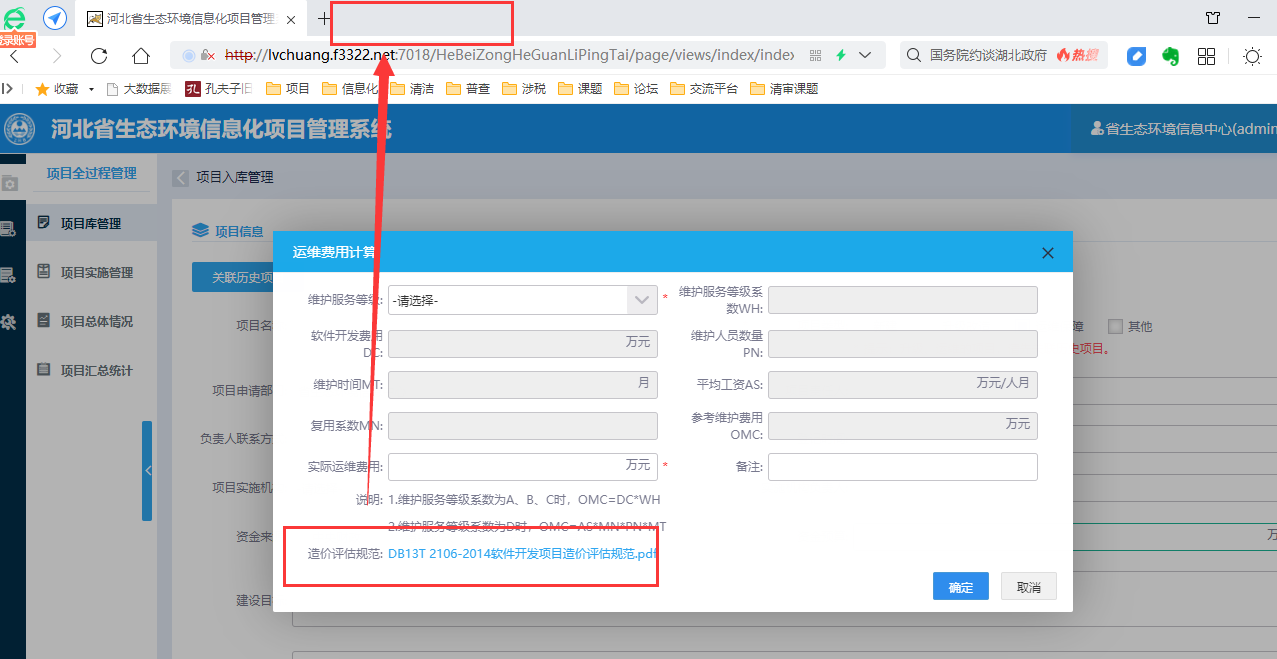 登录账号
河北省生态环境信息化项目管理
http://lvchuang.f3322.net:7018/HeBeiZongHeGuanLiPingTai/page/views/index/index
国务院约谈湖北政府
热搜
收藏
大数据展
孔
孔夫子旧
项目
信息化
清洁
普查
涉税
课题
论坛
交流平台
清审课题
河北省生态环境信息化项目管理系统
省生态环境信息中心(admin
项目全过程管理
项目入库管理
项目库管理
项目信息
项目实施管理
关联历史项
项目总体情况
项目汇总统计
项目名
障
其他
史项目。
项目申请部
负责人联系方
项目实施机
资金来
万
建设目
运维费用计算
维护服务等级:
-请选择-
*
维护服务等级系
数WH:
软件开发费用
DC:
万元
维护人员数量
PN:
维护时间MT:
月
平均工资AS:
万元/人月
复用系数MN:
参考维护费用
OMC:
万元
实际运维费用:
万元
*
备注:
说明: 1.维护服务等级系数为A、B、C时，OMC=DC*WH
2.维护服务等级系数为D时，OMC=AS*MN*PN*MT
造价评估规范: DB13T 2106-2014软件开发项目造价评估规范.pdf
确定
取消